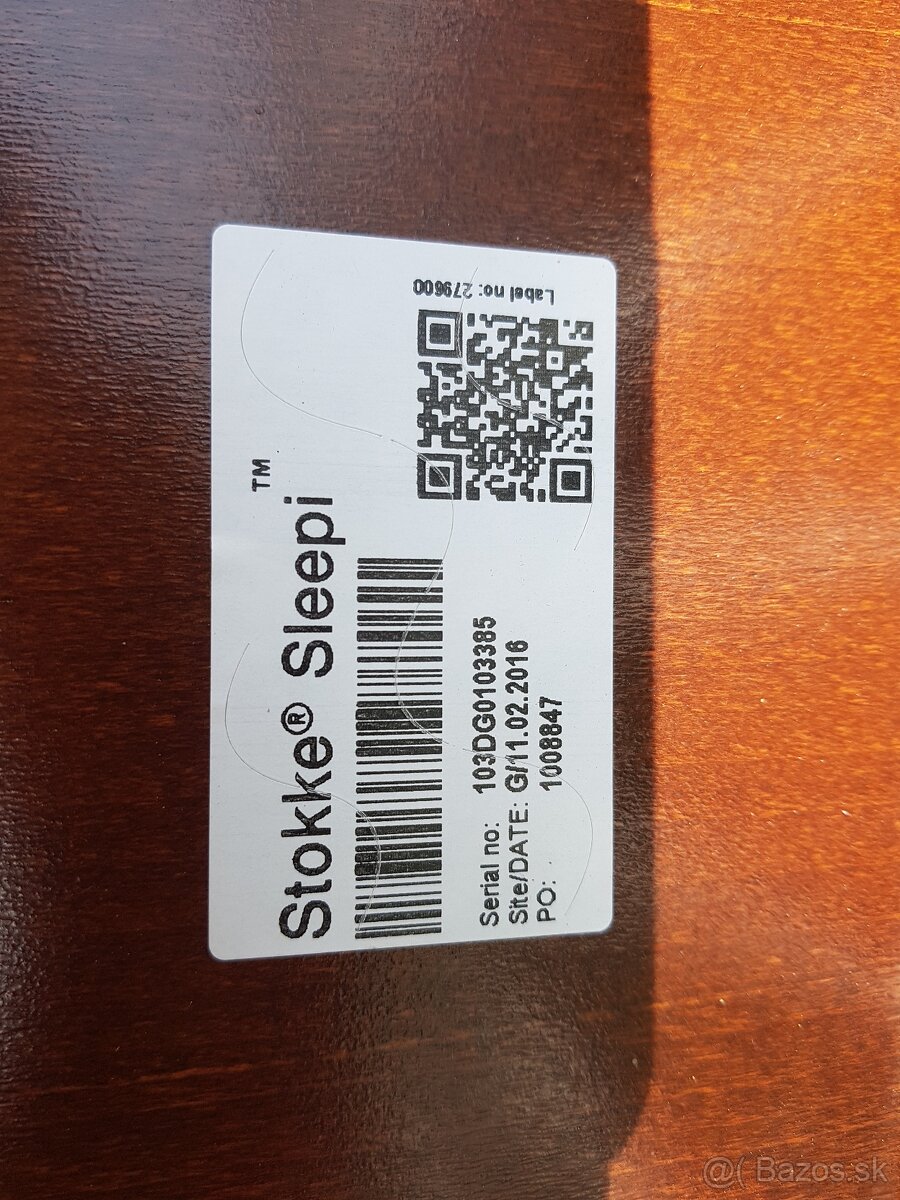 Stokke® Sleepi™
Serial no: 103DG0103385
Site/DATE: G/11.02.2016
PO: 1008847
Label no: 279600
@( Bazos.sk